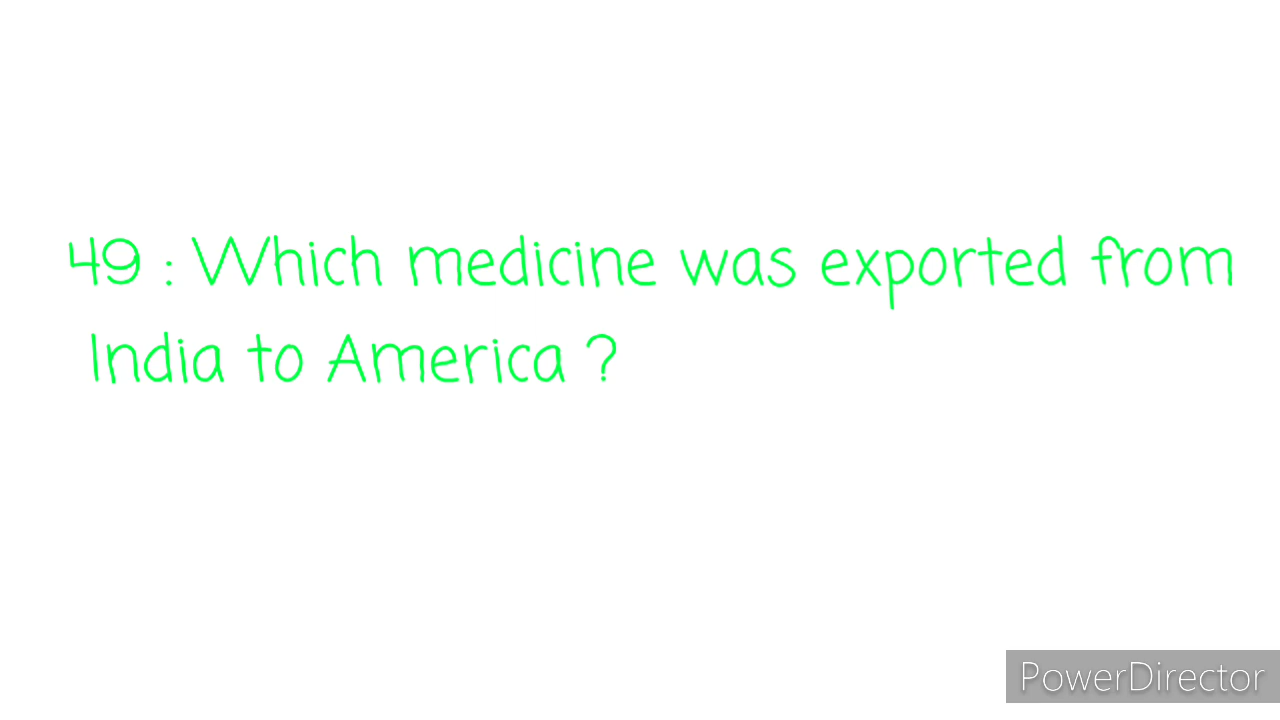 49 : Which medicine was exported from
India to America ?
PowerDirector